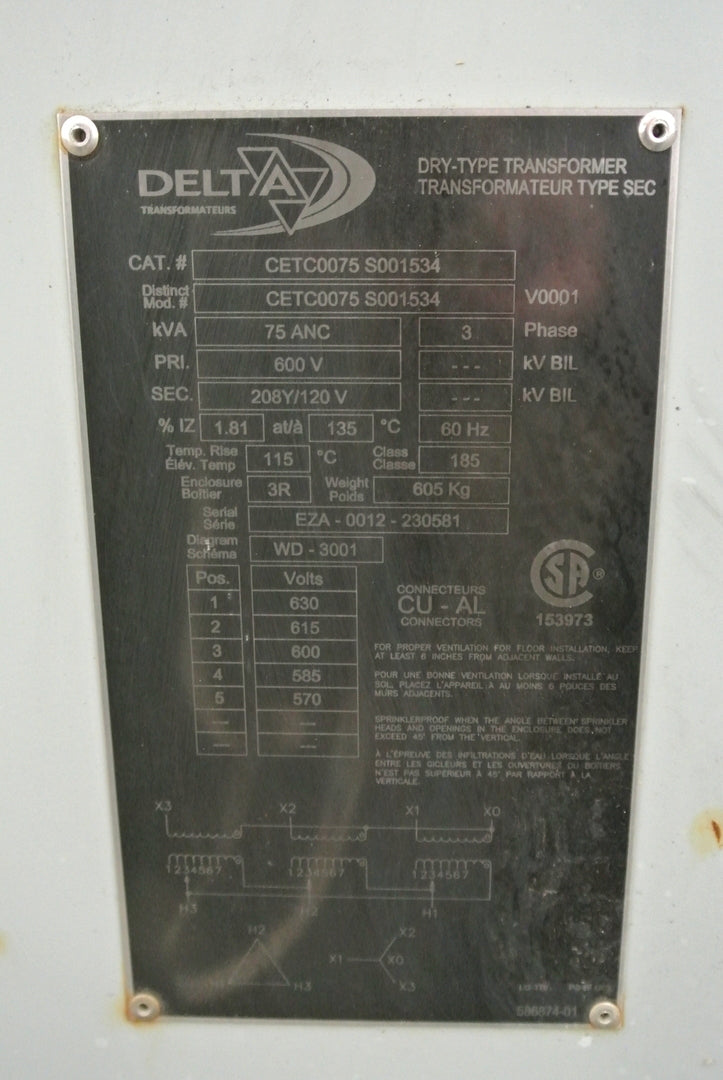 DELTA
TRANSFORMATEURS
DRY-TYPE TRANSFORMER
TRANSFORMATEUR TYPE SEC
CAT. # CETC0075 S001534
Distinct Mod. # CETC0075 S001534 V0001
kVA 75 ANC 3 Phase
PRI. 600 V --- kV BIL
SEC. 208Y/120 V --- kV BIL
% IZ 1.81 at/à 135 °C 60 Hz
Temp. Rise
Élév. Temp 115 °C Class
Classe 185
Enclosure
Boîtier 3R Weight
Poids 605 Kg
Serial
Série EZA - 0012 - 230581
Diagram
Schéma WD - 3001
Pos. Volts
1 630
2 615
3 600
4 585
5 570
--- ---
--- ---
CONNECTEURS
CU - AL
CONNECTORS
CSA ®
153973
FOR PROPER VENTILATION FOR FLOOR INSTALLATION, KEEP
AT LEAST 6 INCHES FROM ADJACENT WALLS.
POUR UNE BONNE VENTILATION LORSQUE INSTALLÉ AU
SOL, PLACEZ L'APPAREIL À AU MOINS 6 POUCES DES
MURS ADJACENTS.
SPRINKLERPROOF WHEN THE ANGLE BETWEEN SPRINKLER
HEADS AND OPENINGS IN THE ENCLOSURE DOES NOT
EXCEED 45° FROM THE VERTICAL.
À L'ÉPREUVE DES INFILTRATIONS D'EAU LORSQUE L'ANGLE
ENTRE LES GICLEURS ET LES OUVERTURES DU BOÎTIERS
N'EST PAS SUPÉRIEUR À 45° PAR RAPPORT À LA
VERTICALE.
X3 X2 X1 X0
1234567 1234567 1234567
H3 H2 H1
H2 X2
X1 X0
H3 X3
586874-01